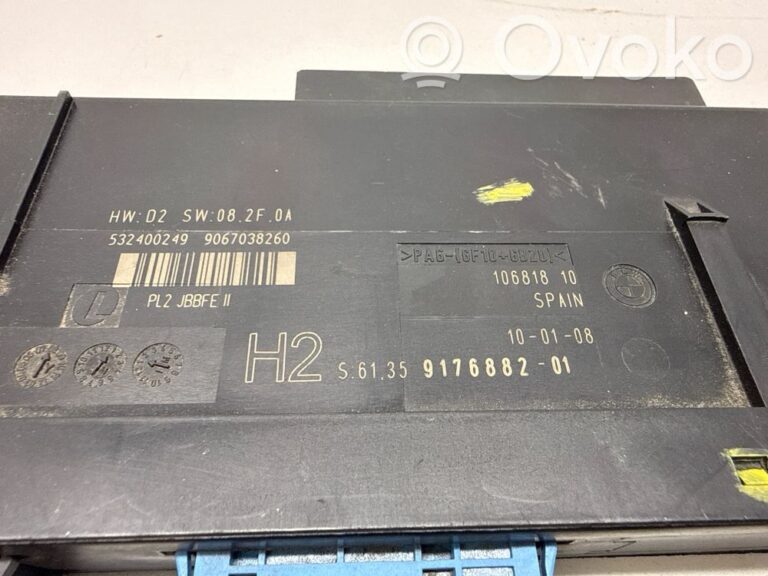 Ovoko
HW:D2 SW:08.2F.0A
532400249 9067038260
>PA6-(GF10+GB20)<
106818 10
SPAIN
PL2 JBBFE II
10-01-08
H2 S.61.35 9176882-01